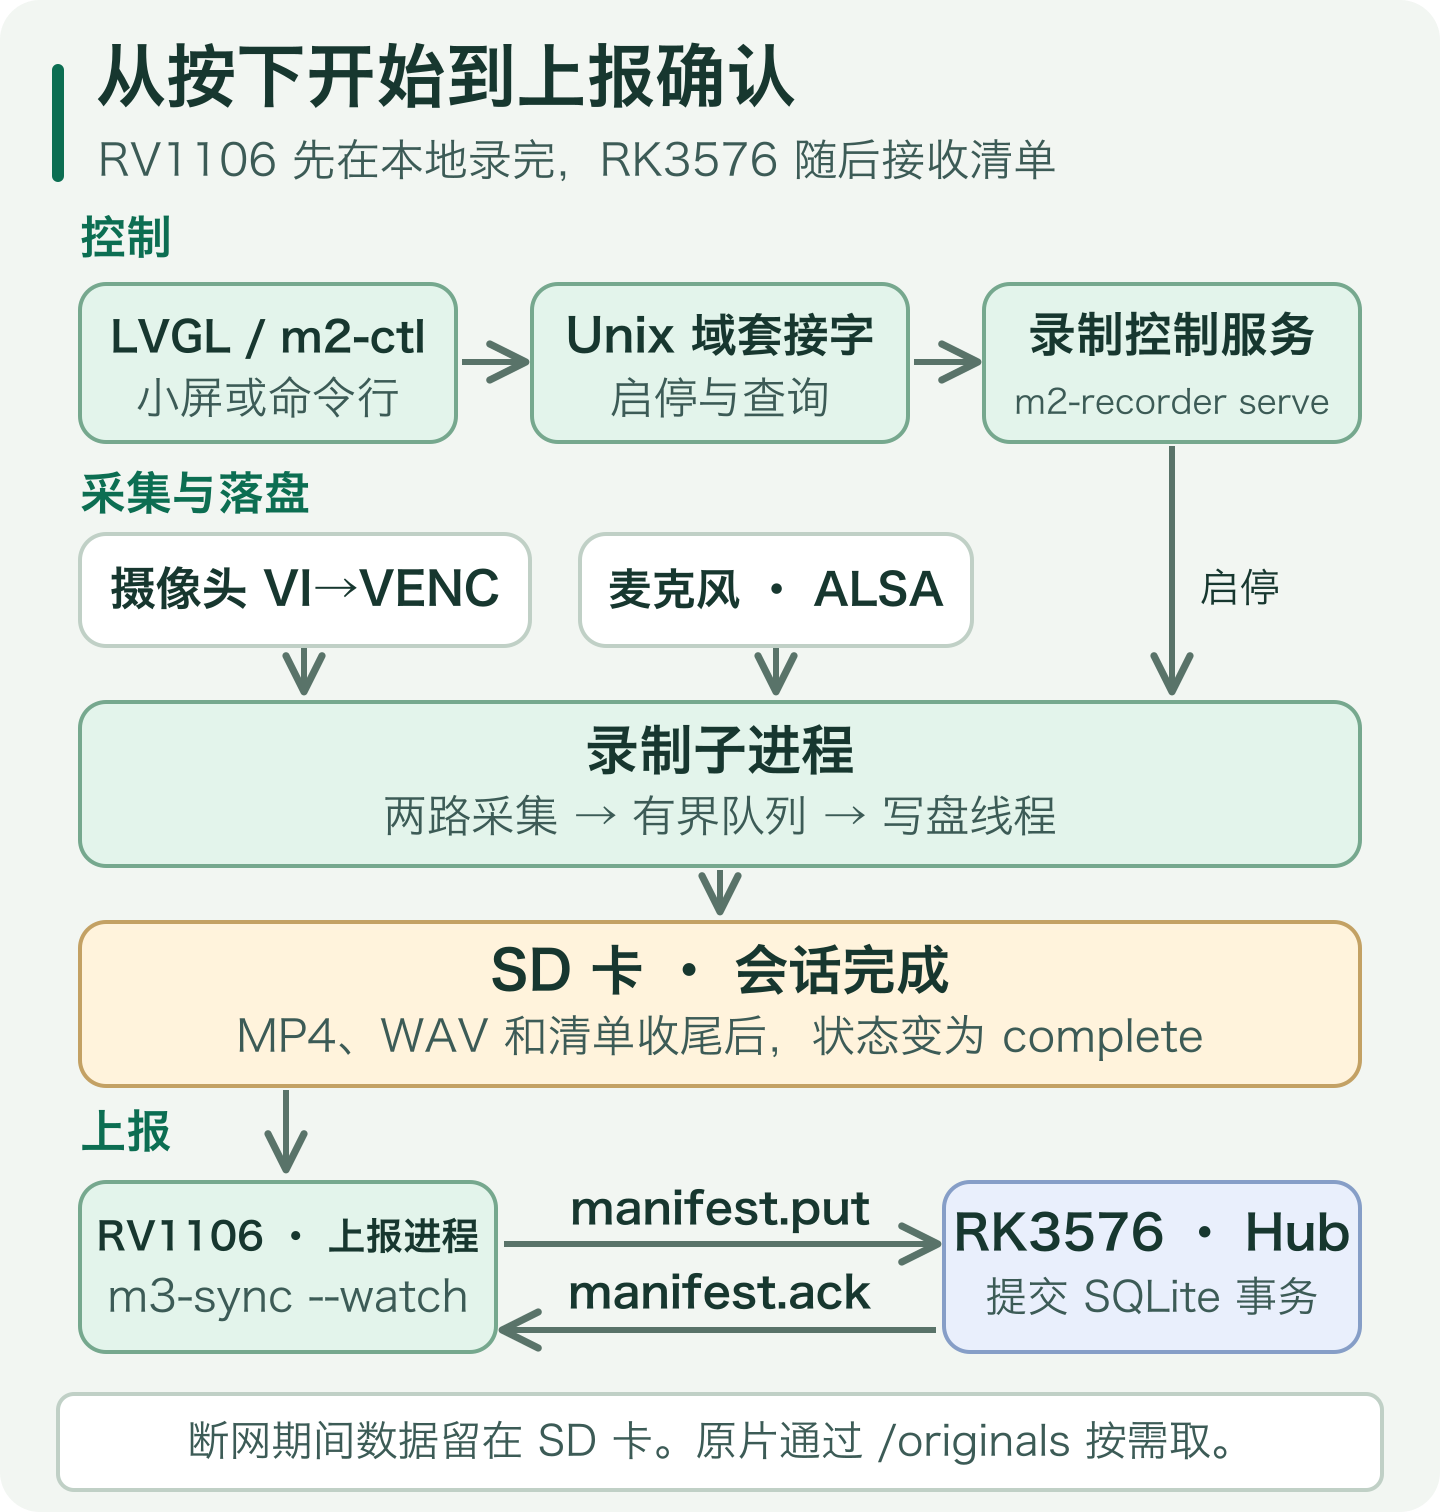 从按下开始到上报确认
RV1106 先在本地录完，RK3576 随后接收清单
控制
LVGL / m2-ctl
小屏或命令行
Unix 域套接字
启停与查询
录制控制服务
m2-recorder serve
采集与落盘
摄像头 VI→VENC
麦克风 · ALSA
启停
录制子进程
两路采集 → 有界队列 → 写盘线程
SD 卡 · 会话完成
MP4、WAV 和清单收尾后，状态变为 complete
上报
RV1106 · 上报进程
m3-sync --watch
manifest.put
manifest.ack
RK3576 · Hub
提交 SQLite 事务
断网期间数据留在 SD 卡。原片通过 /originals 按需取。